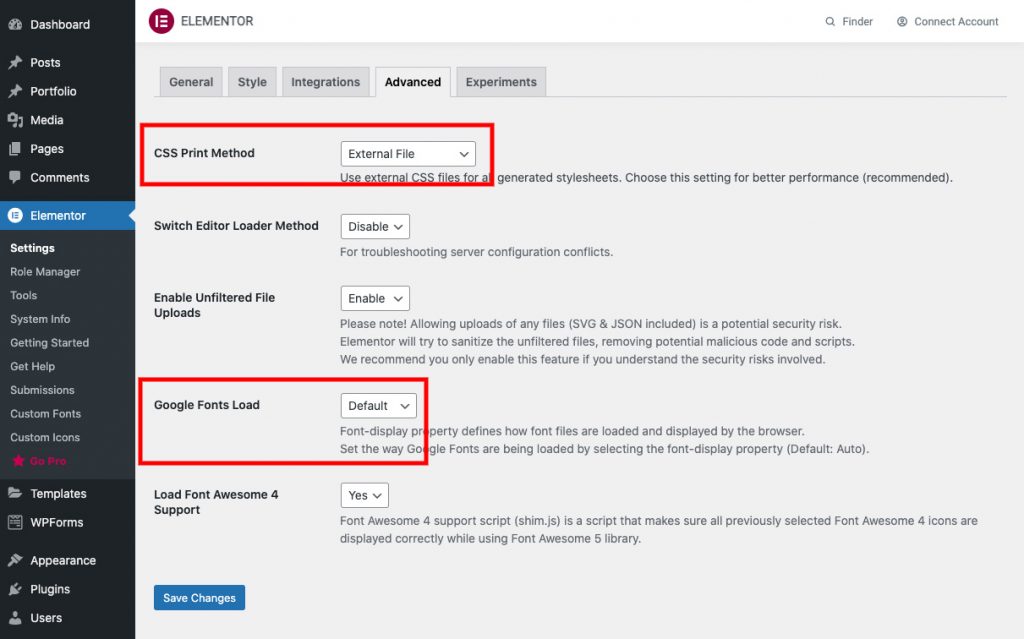 Dashboard
Posts
Portfolio
Media
Pages
Comments
Elementor
Settings
Role Manager
Tools
System Info
Getting Started
Get Help
Submissions
Custom Fonts
Custom Icons
Go Pro
Templates
WPForms
Appearance
Plugins
Users
ELEMENTOR
Finder
Connect Account
General
Style
Integrations
Advanced
Experiments
CSS Print Method
External File
Use external CSS files for all generated stylesheets. Choose this setting for better performance (recommended).
Switch Editor Loader Method
Disable
For troubleshooting server configuration conflicts.
Enable Unfiltered File
Uploads
Enable
Please note! Allowing uploads of any files (SVG & JSON included) is a potential security risk.
Elementor will try to sanitize the unfiltered files, removing potential malicious code and scripts.
We recommend you only enable this feature if you understand the security risks involved.
Google Fonts Load
Default
Font-display property defines how font files are loaded and displayed by the browser.
Set the way Google Fonts are being loaded by selecting the font-display property (Default: Auto).
Load Font Awesome 4
Support
Yes
Font Awesome 4 support script (shim.js) is a script that makes sure all previously selected Font Awesome 4 icons are
displayed correctly while using Font Awesome 5 library.
Save Changes